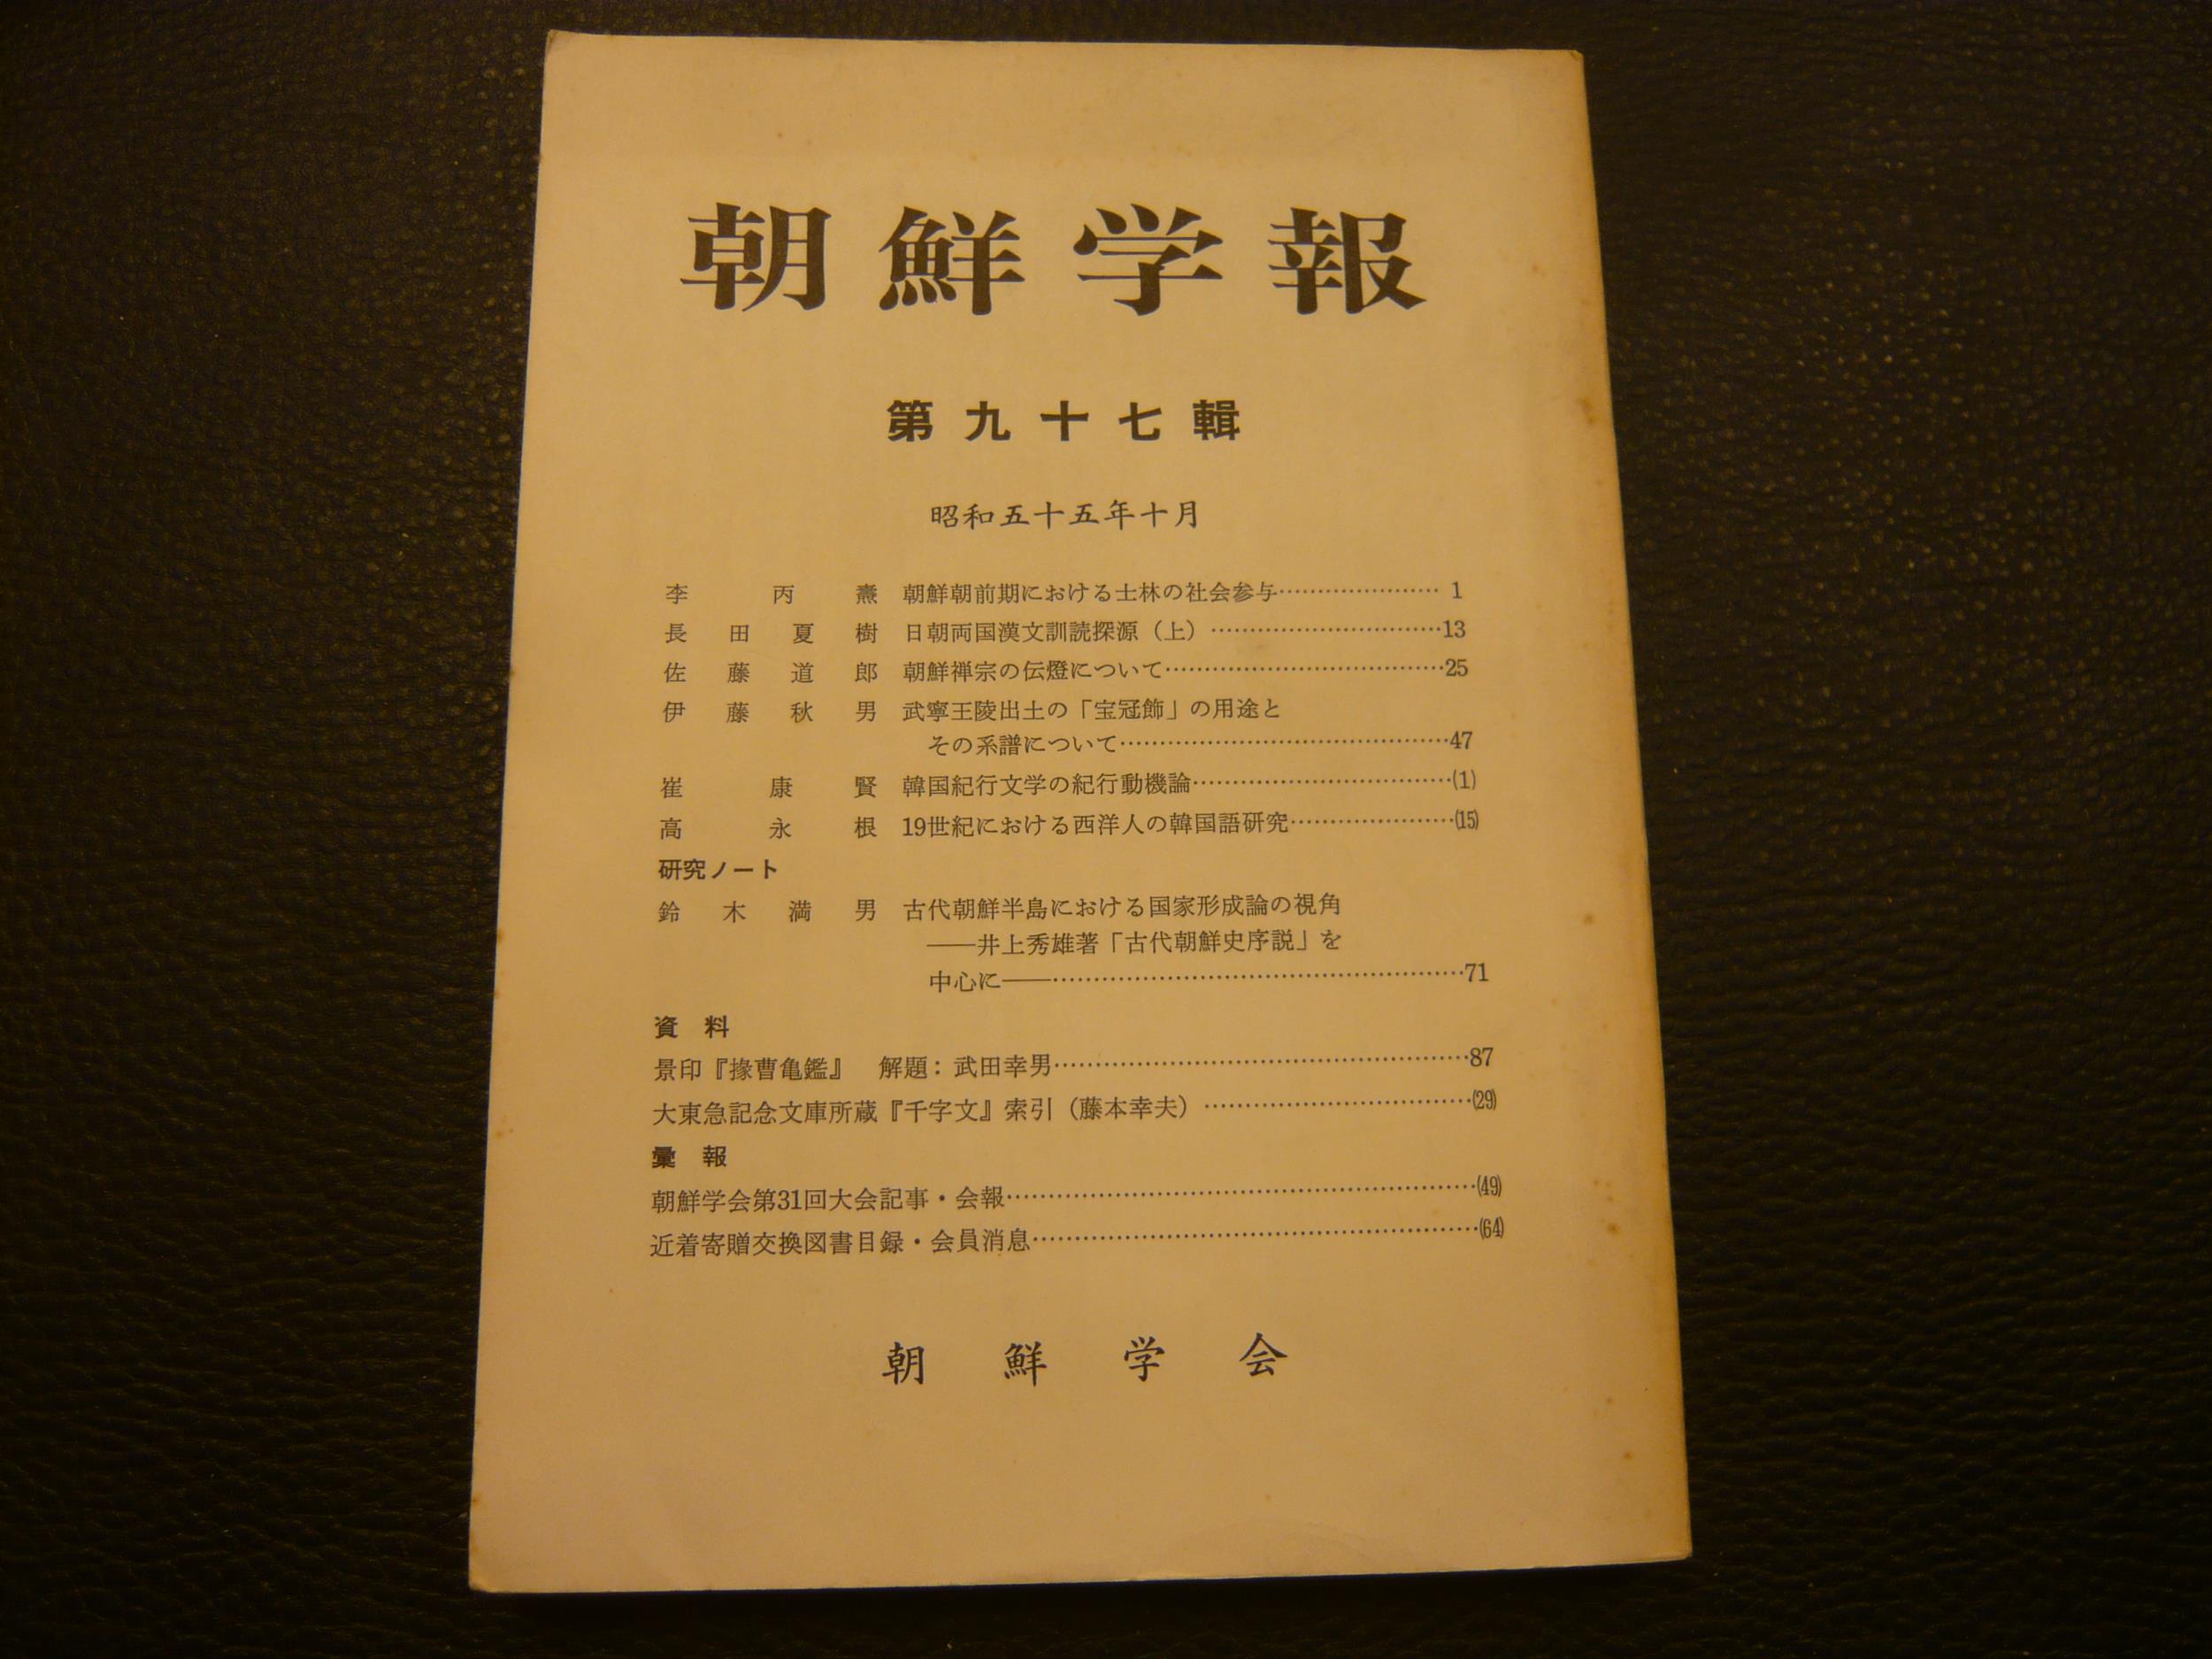 朝鮮学報
第九十七輯
昭和五十五年十月
李丙燾 朝鮮朝前期における士林の社会参与…………………1
長田夏樹 日朝両国漢文訓読探源（上）…………………………13
佐藤道郎 朝鮮禅宗の伝燈について………………………………25
伊藤秋男 武寧王陵出土の「宝冠飾」の用途と
その系譜について……………………………………47
崔康賢 韓国紀行文学の紀行動機論……………………………(1)
高永根 19世紀における西洋人の韓国語研究…………………(15)
研究ノート
鈴木満男 古代朝鮮半島における国家形成論の視角
――井上秀雄著「古代朝鮮史序説」を
中心に――……………………………………………71
資料
景印『掾曹亀鑑』 解題：武田幸男………………………………………………87
大東急記念文庫所蔵『千字文』索引（藤本幸夫）……………………………(29)
彙報
朝鮮学会第31回大会記事・会報……………………………………………………(49)
近着寄贈交換図書目録・会員消息…………………………………………………(64)
朝鮮学会